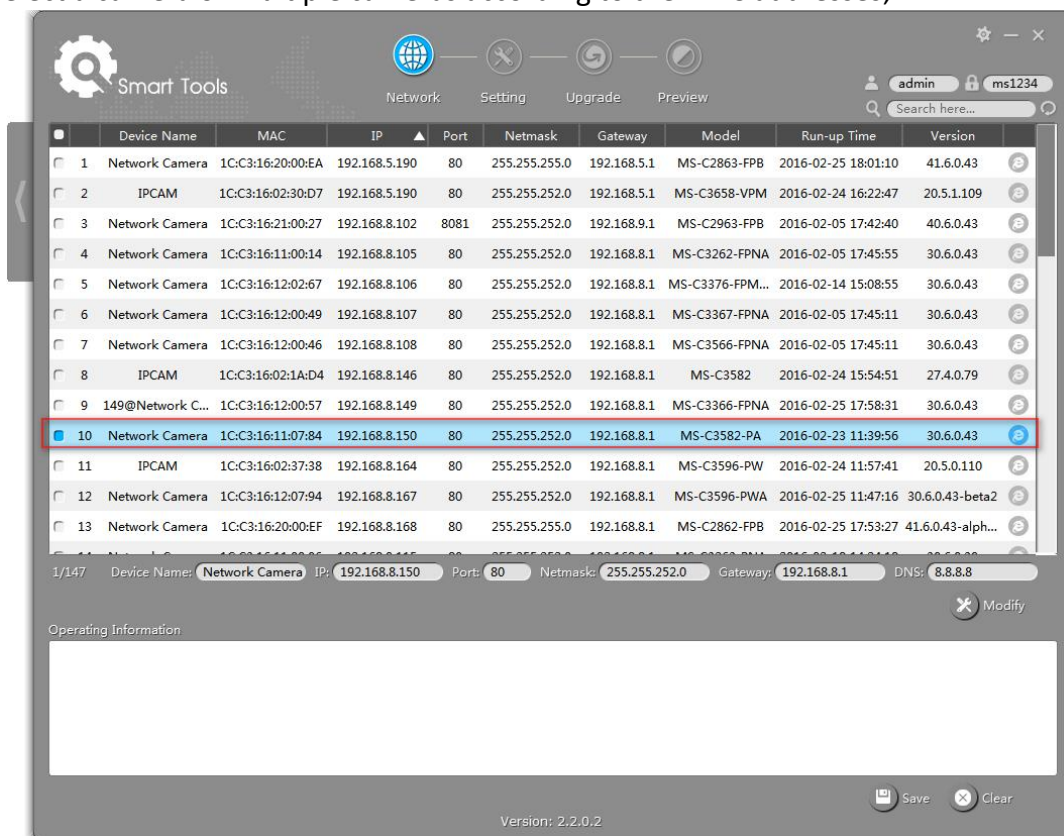 Smart Tools
Network Setting Upgrade Preview
admin ms1234
Search here...
Device Name MAC IP Port Netmask Gateway Model Run-up Time Version
1 Network Camera 1C:C3:16:20:00:EA 192.168.5.190 80 255.255.255.0 192.168.5.1 MS-C2863-FPB 2016-02-25 18:01:10 41.6.0.43
2 IPCAM 1C:C3:16:02:30:D7 192.168.5.190 80 255.255.252.0 192.168.5.1 MS-C3658-VPM 2016-02-24 16:22:47 20.5.1.109
3 Network Camera 1C:C3:16:21:00:27 192.168.8.102 8081 255.255.252.0 192.168.9.1 MS-C2963-FPB 2016-02-05 17:42:40 40.6.0.43
4 Network Camera 1C:C3:16:11:00:14 192.168.8.105 80 255.255.252.0 192.168.8.1 MS-C3262-FPNA 2016-02-05 17:45:55 30.6.0.43
5 Network Camera 1C:C3:16:12:02:67 192.168.8.106 80 255.255.252.0 192.168.8.1 MS-C3376-FPM... 2016-02-14 15:08:55 30.6.0.43
6 Network Camera 1C:C3:16:12:00:49 192.168.8.107 80 255.255.252.0 192.168.8.1 MS-C3367-FPNA 2016-02-05 17:45:11 30.6.0.43
7 Network Camera 1C:C3:16:12:00:46 192.168.8.108 80 255.255.252.0 192.168.8.1 MS-C3566-FPNA 2016-02-05 17:45:11 30.6.0.43
8 IPCAM 1C:C3:16:02:1A:D4 192.168.8.146 80 255.255.252.0 192.168.8.1 MS-C3582 2016-02-24 15:54:51 27.4.0.79
9 149@Network C... 1C:C3:16:12:00:57 192.168.8.149 80 255.255.252.0 192.168.8.1 MS-C3366-FPNA 2016-02-25 17:58:31 30.6.0.43
10 Network Camera 1C:C3:16:11:07:84 192.168.8.150 80 255.255.252.0 192.168.8.1 MS-C3582-PA 2016-02-23 11:39:56 30.6.0.43
11 IPCAM 1C:C3:16:02:37:38 192.168.8.164 80 255.255.252.0 192.168.8.1 MS-C3596-PW 2016-02-24 11:57:41 20.5.0.110
12 Network Camera 1C:C3:16:12:07:94 192.168.8.167 80 255.255.252.0 192.168.8.1 MS-C3596-PWA 2016-02-25 11:47:16 30.6.0.43-beta2
13 Network Camera 1C:C3:16:20:00:EF 192.168.8.168 80 255.255.252.0 192.168.8.1 MS-C2862-FPB 2016-02-25 17:53:27 41.6.0.43-alph...
1/147 Device Name: Network Camera IP: 192.168.8.150 Port: 80 Netmask: 255.255.252.0 Gateway: 192.168.8.1 DNS: 8.8.8.8
Modify
Operating Information
Save Clear
Version: 2.2.0.2